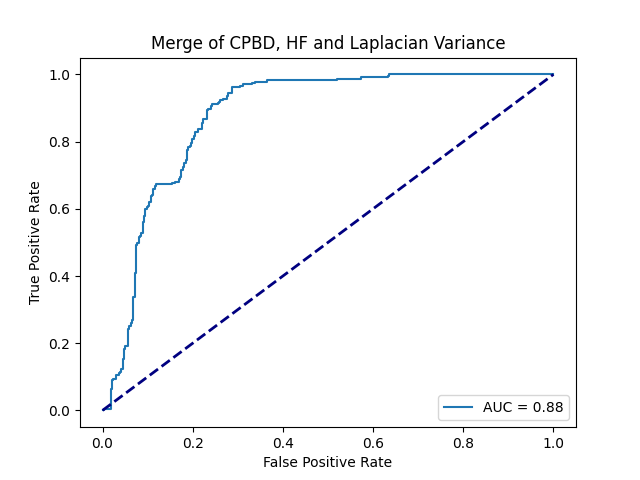 Merge of CPBD, HF and Laplacian Variance
1.0
0.8
0.6
0.4
0.2
0.0
True Positive Rate
AUC = 0.88
0.0 0.2 0.4 0.6 0.8 1.0
False Positive Rate